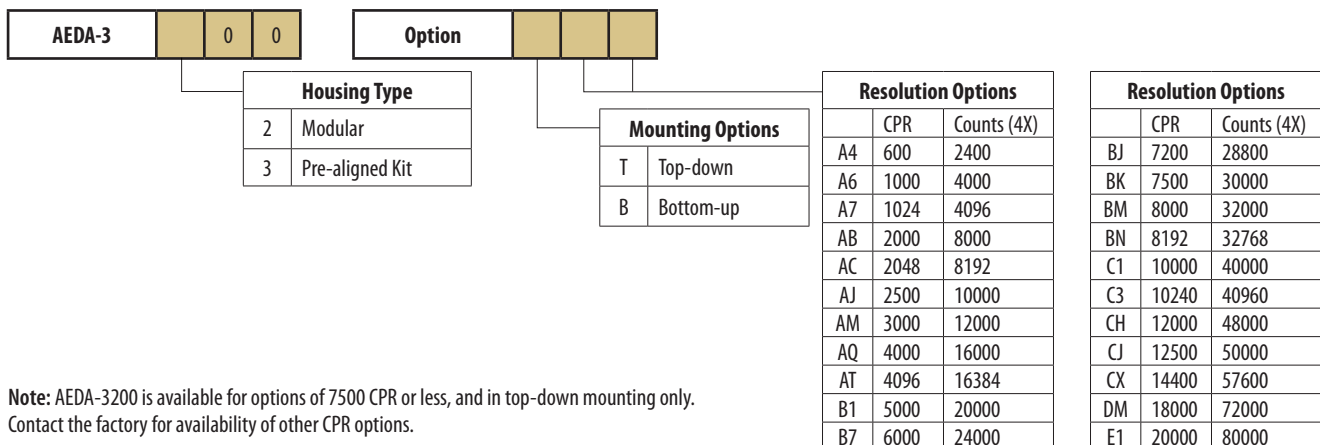 AEDA-3 0 0 Option
Housing Type
2 Modular
3 Pre-aligned Kit
Mounting Options
T Top-down
B Bottom-up
Resolution Options
CPR Counts (4X)
A4 600 2400
A6 1000 4000
A7 1024 4096
AB 2000 8000
AC 2048 8192
AJ 2500 10000
AM 3000 12000
AQ 4000 16000
AT 4096 16384
B1 5000 20000
B7 6000 24000
Resolution Options
CPR Counts (4X)
BJ 7200 28800
BK 7500 30000
BM 8000 32000
BN 8192 32768
C1 10000 40000
C3 10240 40960
CH 12000 48000
CJ 12500 50000
CX 14400 57600
DM 18000 72000
E1 20000 80000
Note: AEDA-3200 is available for options of 7500 CPR or less, and in top-down mounting only.
Contact the factory for availability of other CPR options.